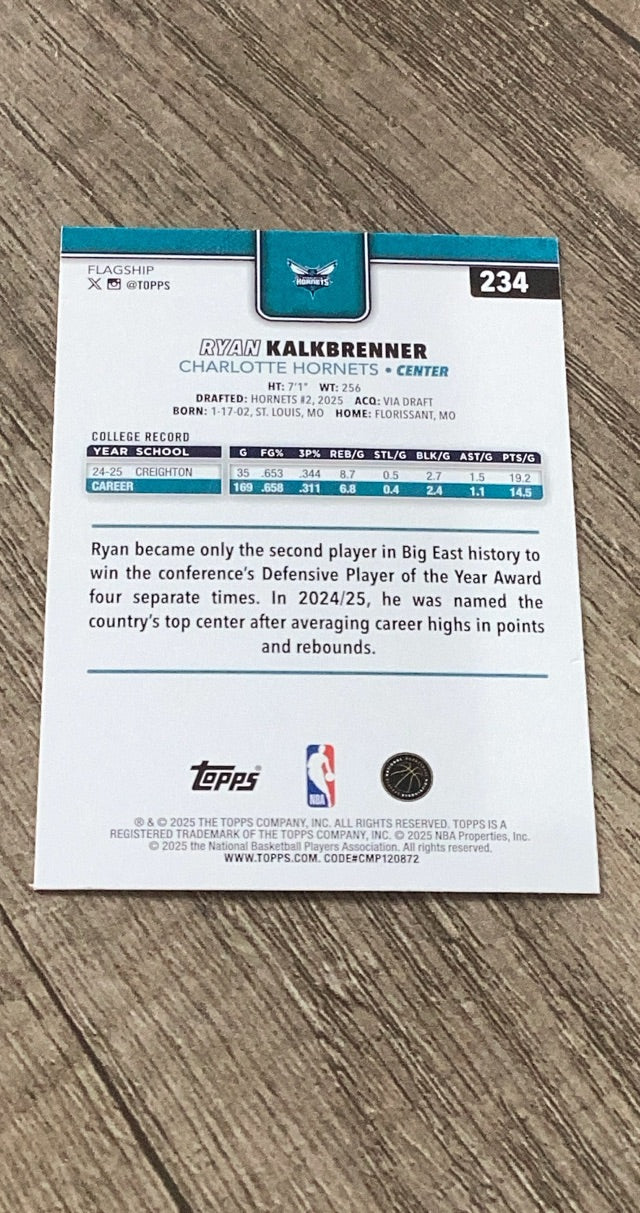 FLAGSHIP
234
X @TOPPS
HORNETS
RYAN KALKBRENNER
CHARLOTTE HORNETS • CENTER
HT: 7'1" WT: 256
DRAFTED: HORNETS #2, 2025 ACQ: VIA DRAFT
BORN: 1-17-02, ST. LOUIS, MO HOME: FLORISSANT, MO
COLLEGE RECORD
YEAR SCHOOL G FG% 3P% REB/G STL/G BLK/G AST/G PTS/G
24-25 CREIGHTON 35 .653 .344 8.7 0.5 2.7 1.5 19.2
CAREER 169 .658 .311 6.8 0.4 2.4 1.1 14.5
Ryan became only the second player in Big East history to
win the conference's Defensive Player of the Year Award
four separate times. In 2024/25, he was named the
country's top center after averaging career highs in points
and rebounds.
TOPPS®
NBA
® & © 2025 THE TOPPS COMPANY, INC. ALL RIGHTS RESERVED. TOPPS IS A
REGISTERED TRADEMARK OF THE TOPPS COMPANY, INC. © 2025 NBA Properties, Inc.
© 2025 the National Basketball Players Association. All rights reserved.
WWW.TOPPS.COM. CODE#CMP120872